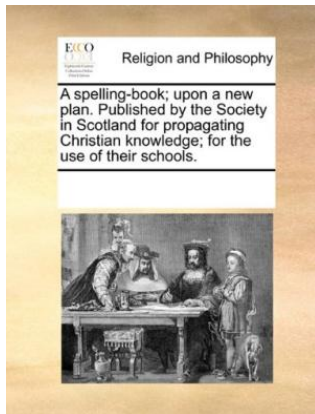 ECCO
Religion and Philosophy
A spelling-book; upon a new
plan. Published by the Society
in Scotland for propagating
Christian knowledge; for the
use of their schools.